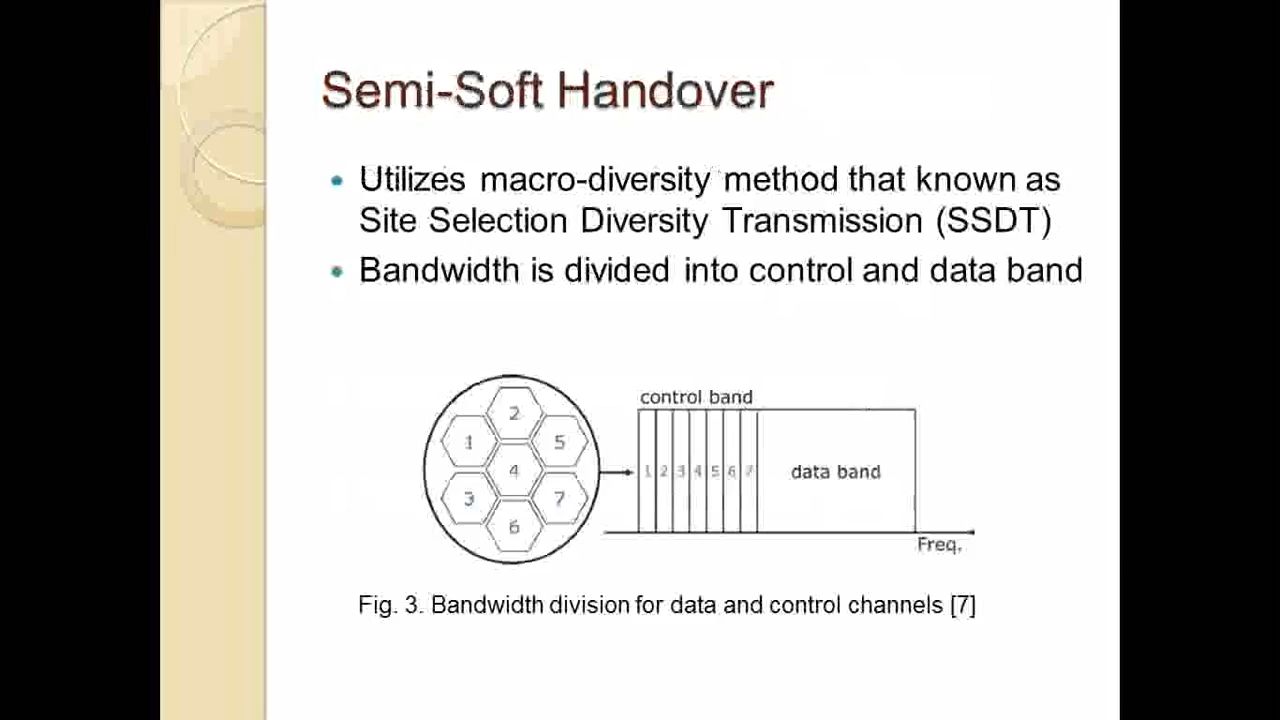 Semi-Soft Handover
Utilizes macro-diversity method that known as
Site Selection Diversity Transmission (SSDT)
Bandwidth is divided into control and data band
2
1
5
4
3
7
6
control band
1 2 3 4 5 6 7
data band
Freq.
Fig. 3. Bandwidth division for data and control channels [7]